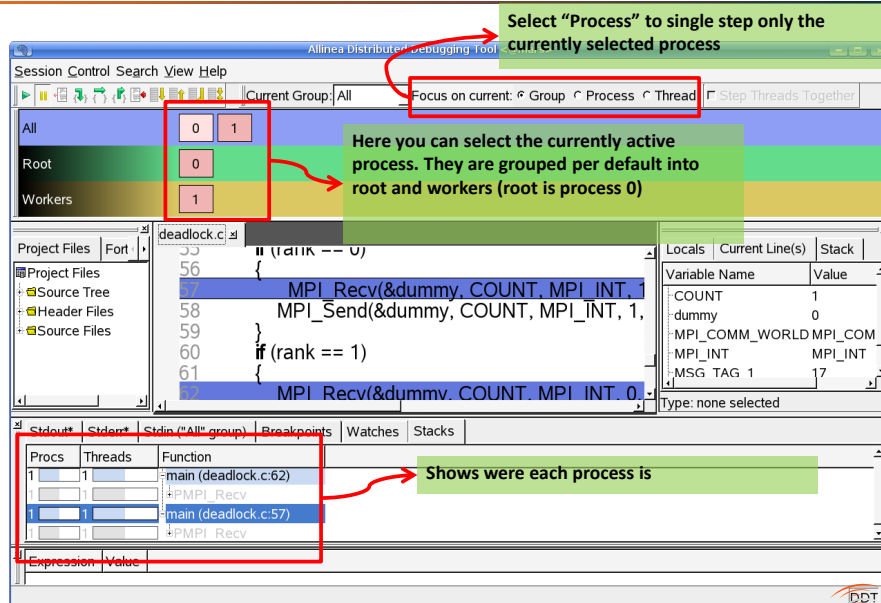 Select “Process” to single step only the
currently selected process
Allinea Distributed Debugging Tool
Session Control Search View Help
Current Group: All Focus on current: Group Process Thread Step Threads Together
All 0 1
Here you can select the currently active
process. They are grouped per default into
root and workers (root is process 0)
Root 0
Workers 1
Project Files Fort
deadlock.c
Locals Current Line(s) Stack
Project Files
Source Tree
Header Files
Source Files
55 if (rank == 0)
56 {
57 MPI_Recv(&dummy, COUNT, MPI_INT, 1
58 MPI_Send(&dummy, COUNT, MPI_INT, 1,
59 }
60 if (rank == 1)
61 {
62 MPI_Recv(&dummy, COUNT, MPI_INT, 0,
Variable Name Value
COUNT 1
dummy 0
MPI_COMM_WORLD MPI_COM
MPI_INT MPI_INT
MSG_TAG_1 17
Type: none selected
Stdout* Stderr* Stdin ("All" group) Breakpoints Watches Stacks
Procs Threads Function
1 1 main (deadlock.c:62)
1 1 PMPI_Recv
1 1 main (deadlock.c:57)
1 1 PMPI_Recv
Shows were each process is
Expression Value
DDT